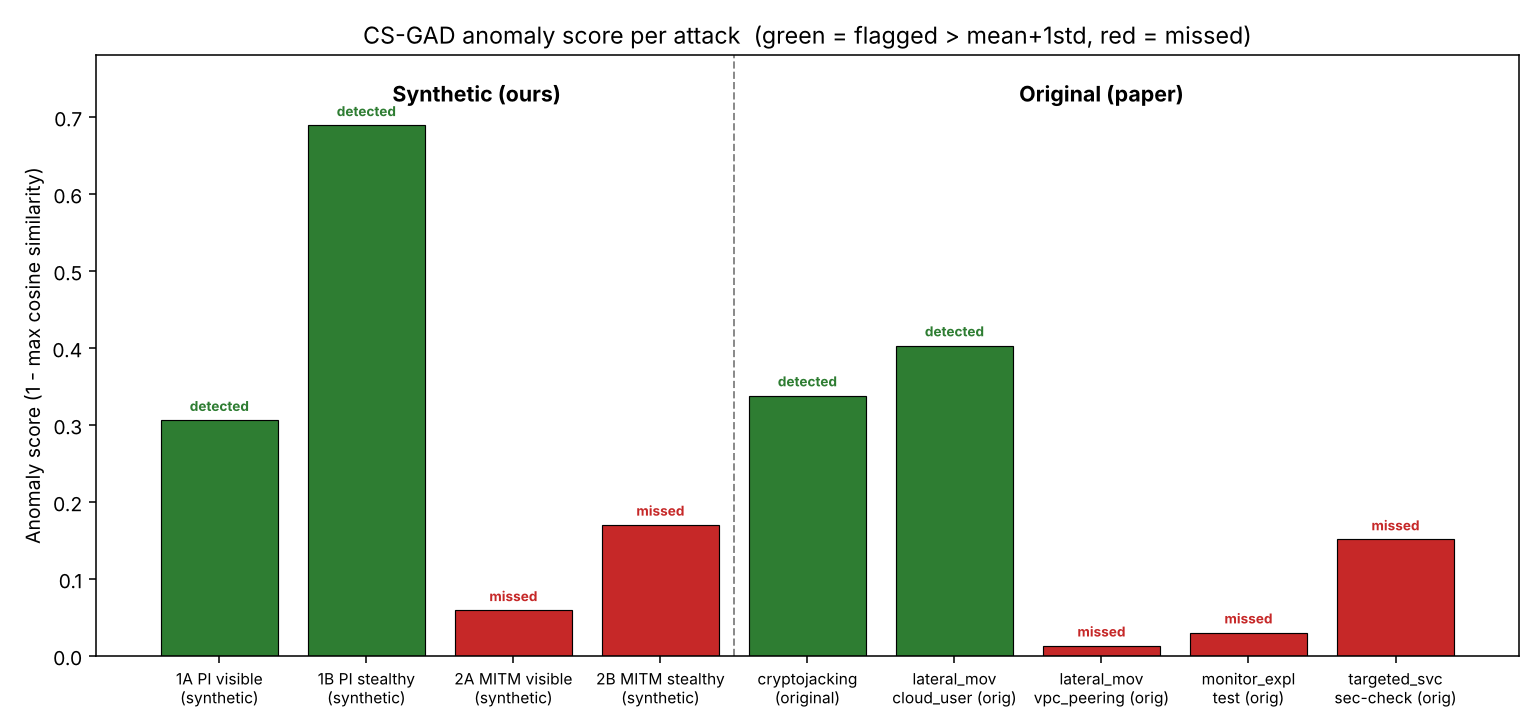 CS-GAD anomaly score per attack (green = flagged > mean+1std, red = missed)
Synthetic (ours)
Original (paper)
Anomaly score (1 - max cosine similarity)
0.7
0.6
0.5
0.4
0.3
0.2
0.1
0.0
detected
detected
missed
missed
detected
detected
missed
missed
missed
1A PI visible
(synthetic)
1B PI stealthy
(synthetic)
2A MITM visible
(synthetic)
2B MITM stealthy
(synthetic)
cryptojacking
(original)
lateral_mov
cloud_user (orig)
lateral_mov
vpc_peering (orig)
monitor_expl
test (orig)
targeted_svc
sec-check (orig)